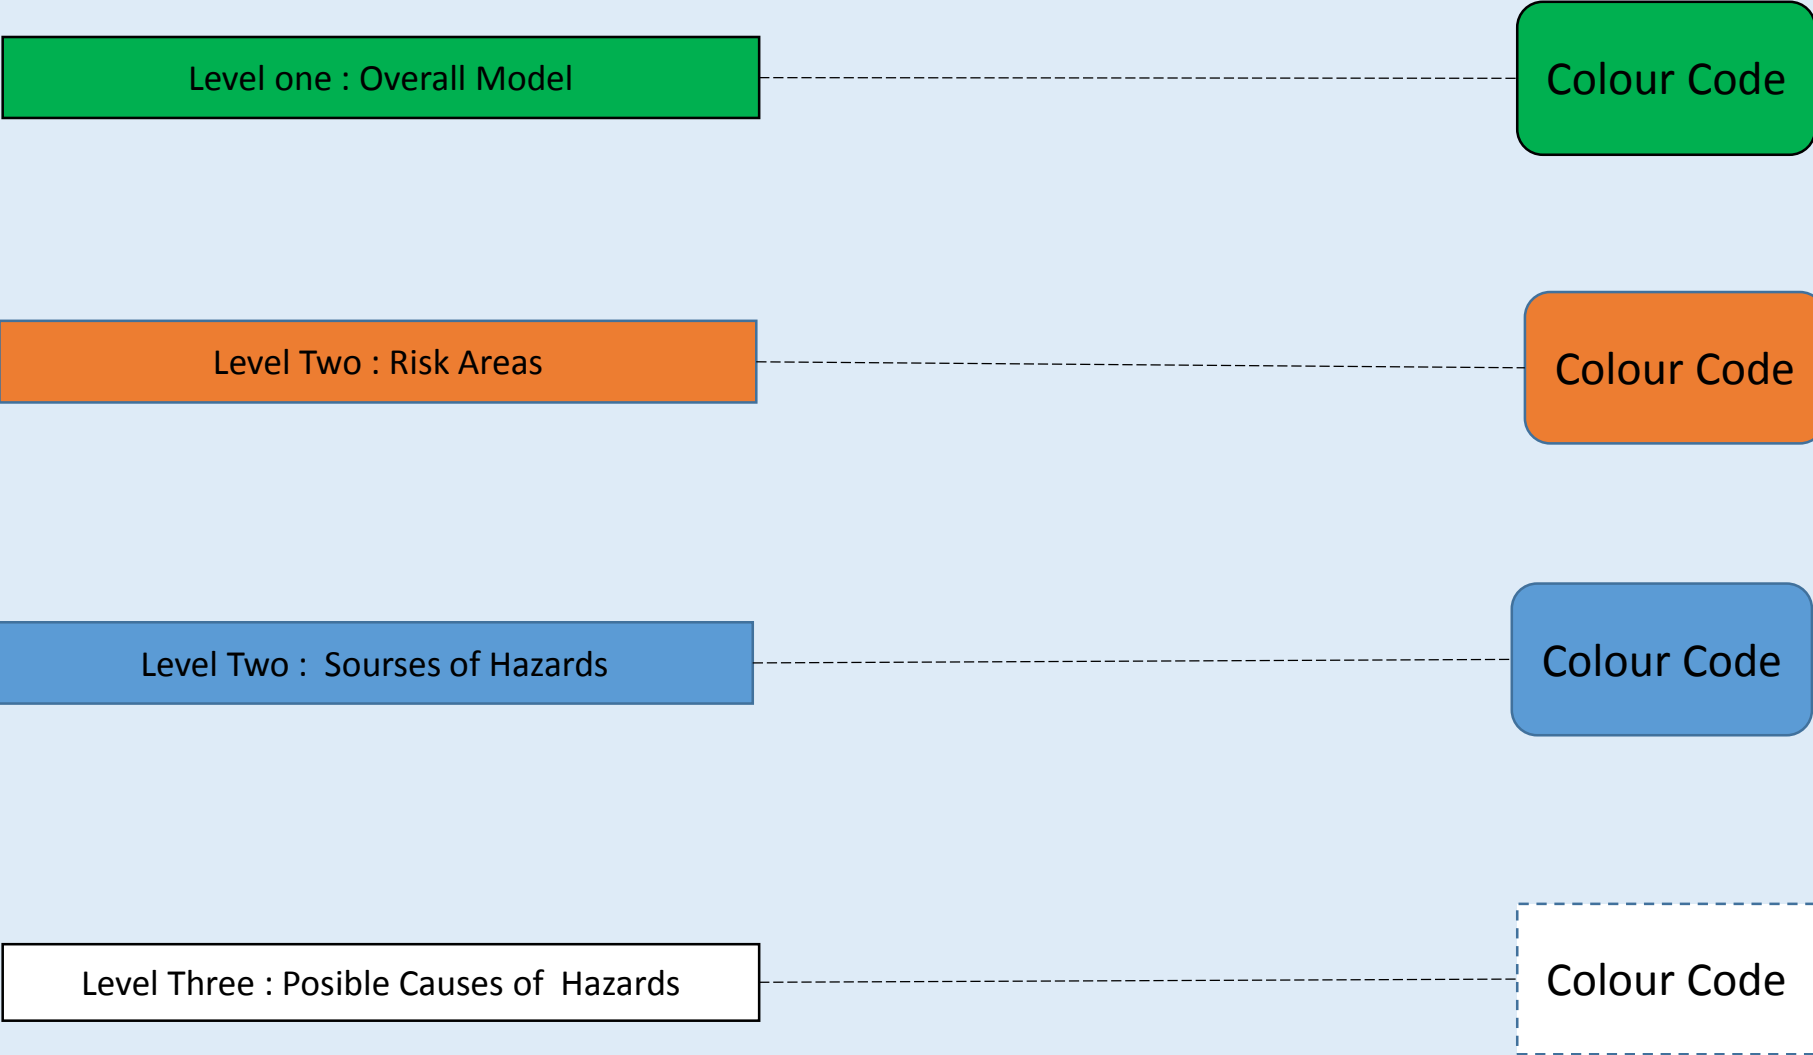 Level one : Overall Model
Colour Code
Level Two : Risk Areas
Colour Code
Level Two :  Sourses of Hazards
Colour Code
Level Three : Posible Causes of  Hazards
Colour Code